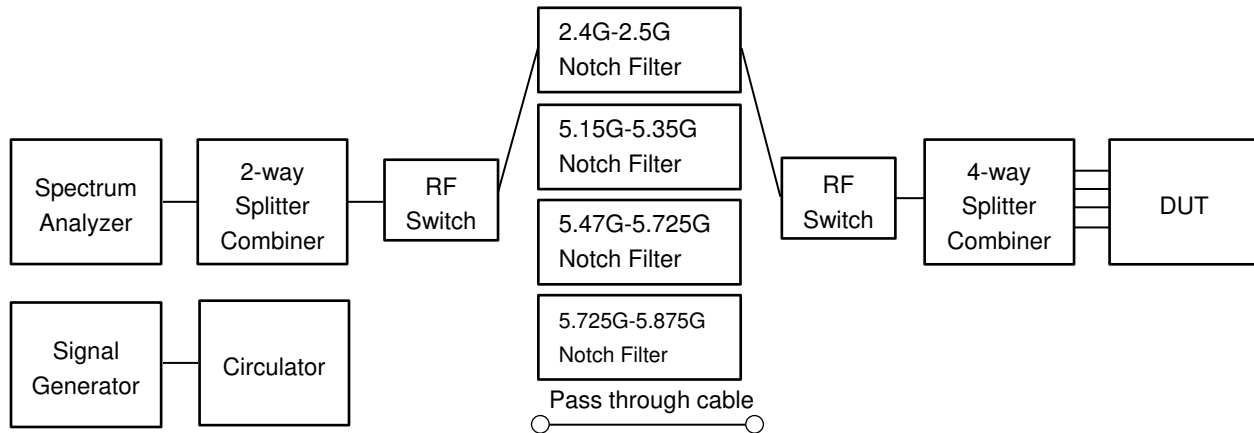 2.4G-2.5G
Notch Filter
5.15G-5.35G
Notch Filter
5.47G-5.725G
Notch Filter
5.725G-5.875G
Notch Filter
Pass through cable
Spectrum
Analyzer
2-way
Splitter
Combiner
RF
Switch
RF
Switch
4-way
Splitter
Combiner
DUT
Signal
Generator
Circulator